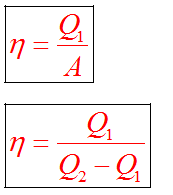 η = Q₁ / A
η = Q₁ / (Q₂ − Q₁)